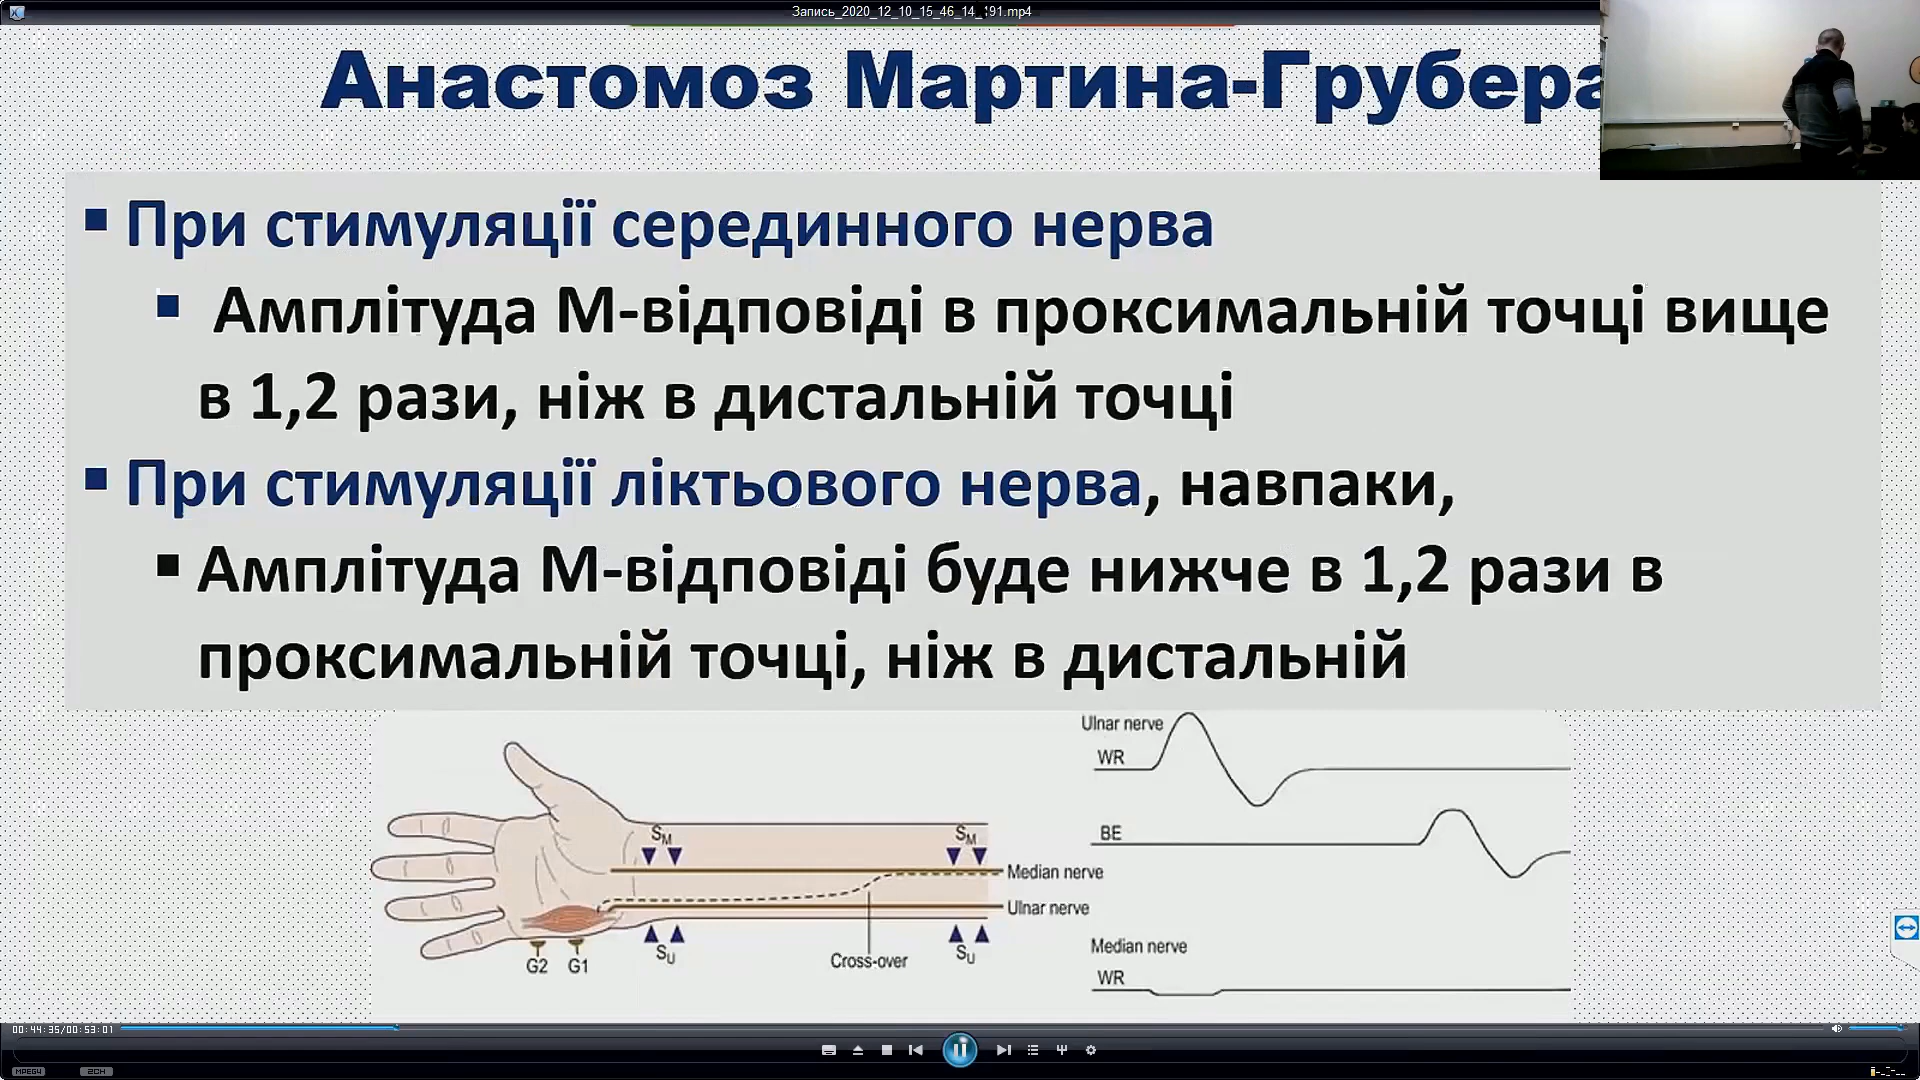 Запись_2020_12_10_15_46_14_191.mp4
Анастомоз Мартина-Грубера
При стимуляції серединного нерва
Амплітуда М-відповіді в проксимальній точці вище
в 1,2 рази, ніж в дистальній точці
При стимуляції ліктьового нерва, навпаки,
Амплітуда М-відповіді буде нижче в 1,2 рази в
проксимальній точці, ніж в дистальній
Ulnar nerve
WR
BE
Median nerve
WR
SM SM
Median nerve
Ulnar nerve
SU Cross-over SU
G2 G1
00:44:35/00:53:01
MPEG4 2CH